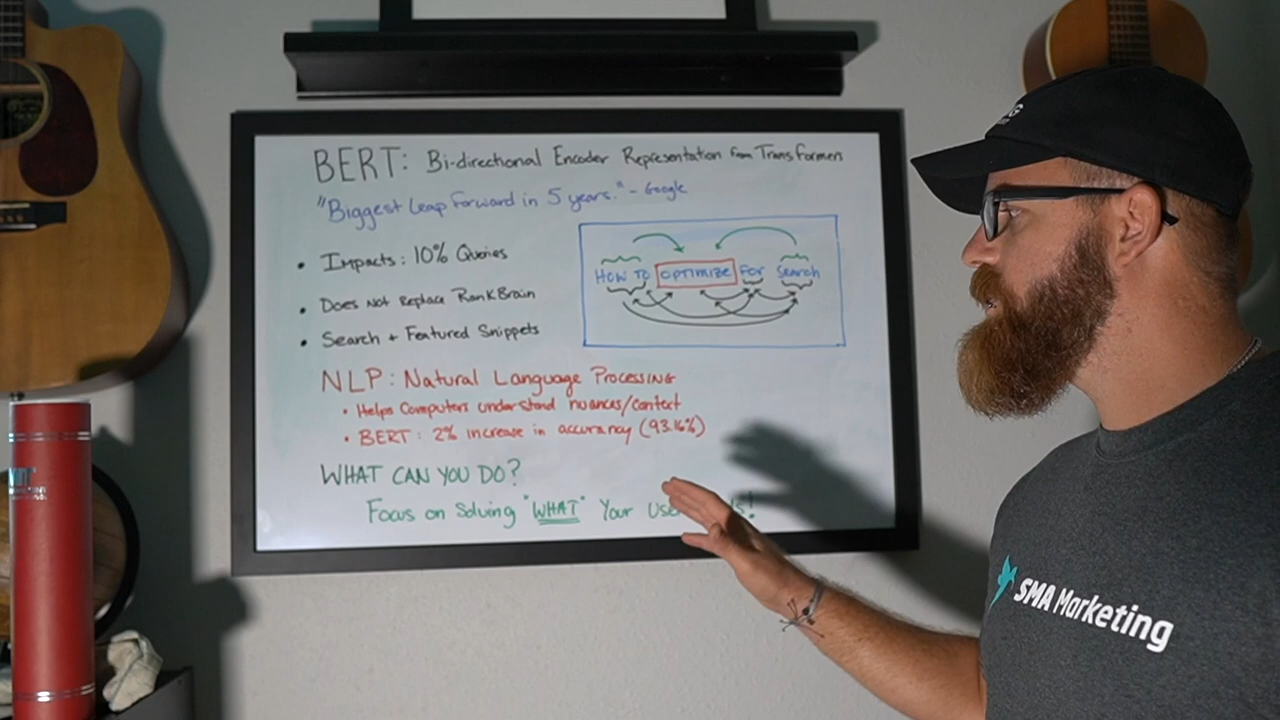 BERT: Bi-directional Encoder Representation from Transformers
"Biggest Leap Forward in 5 years." - Google
• Impacts: 10% Queries
• Does Not Replace RankBrain
• Search + Featured Snippets
How To OPTIMIZE For Search
NLP: Natural Language Processing
• Helps Computers understand nuances/context
• BERT: 2% increase in accuracy (93.16%)
WHAT CAN YOU DO?
Focus on Solving "WHAT" Your
SMA Marketing